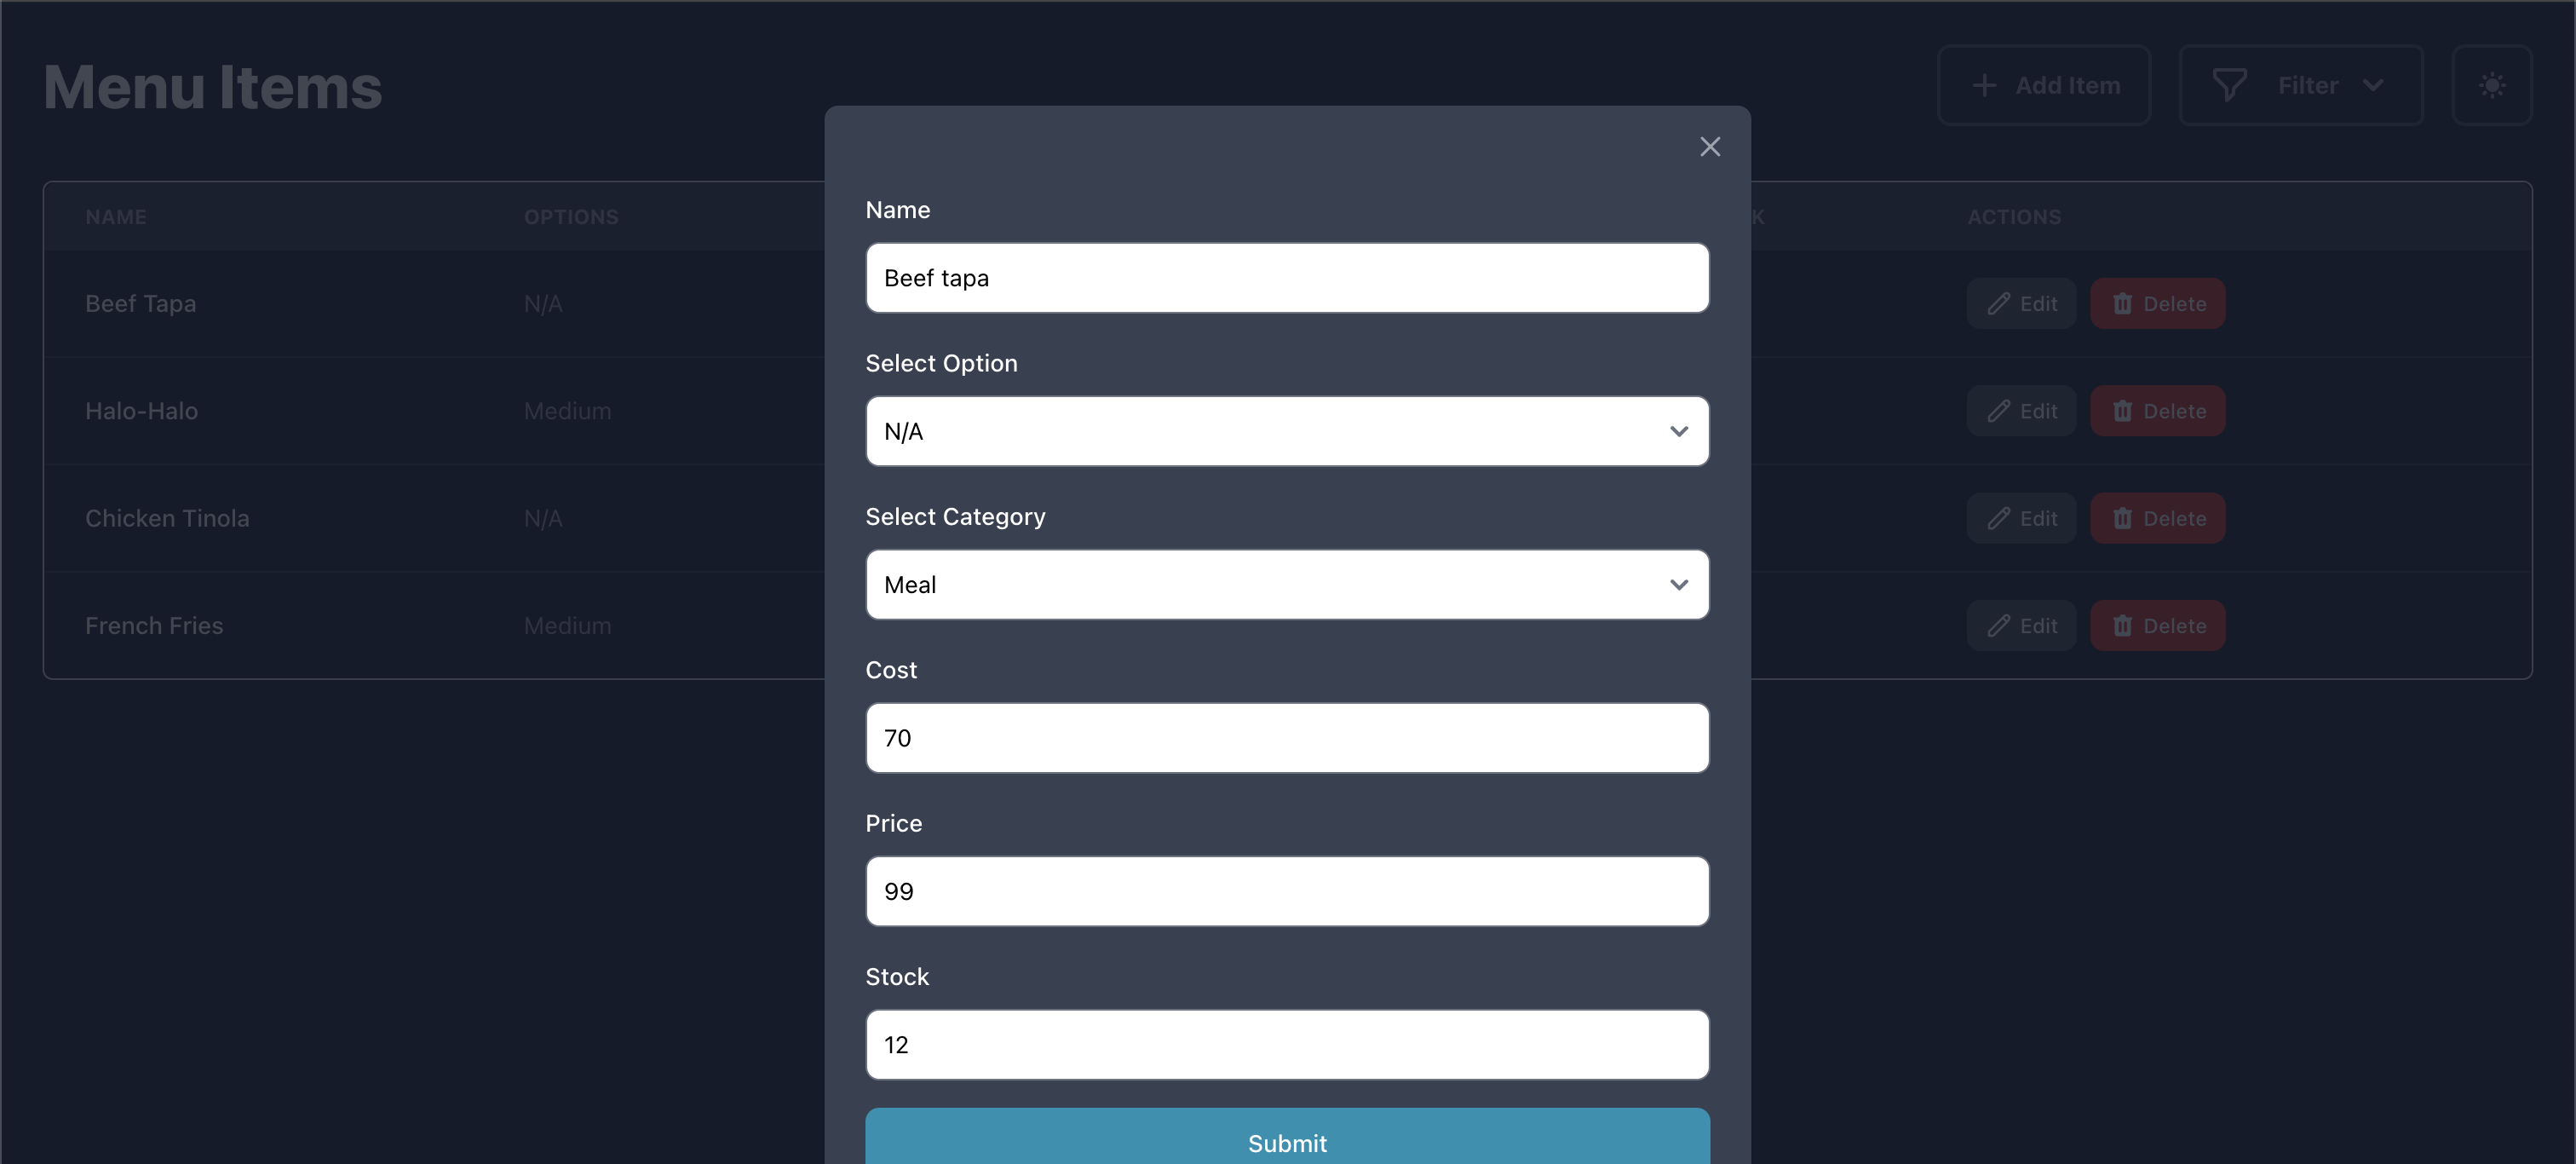 Menu Items
Add Item
Filter
NAME OPTIONS K ACTIONS
Beef Tapa N/A Edit Delete
Halo-Halo Medium Edit Delete
Chicken Tinola N/A Edit Delete
French Fries Medium Edit Delete
Name
Beef tapa
Select Option
N/A
Select Category
Meal
Cost
70
Price
99
Stock
12
Submit